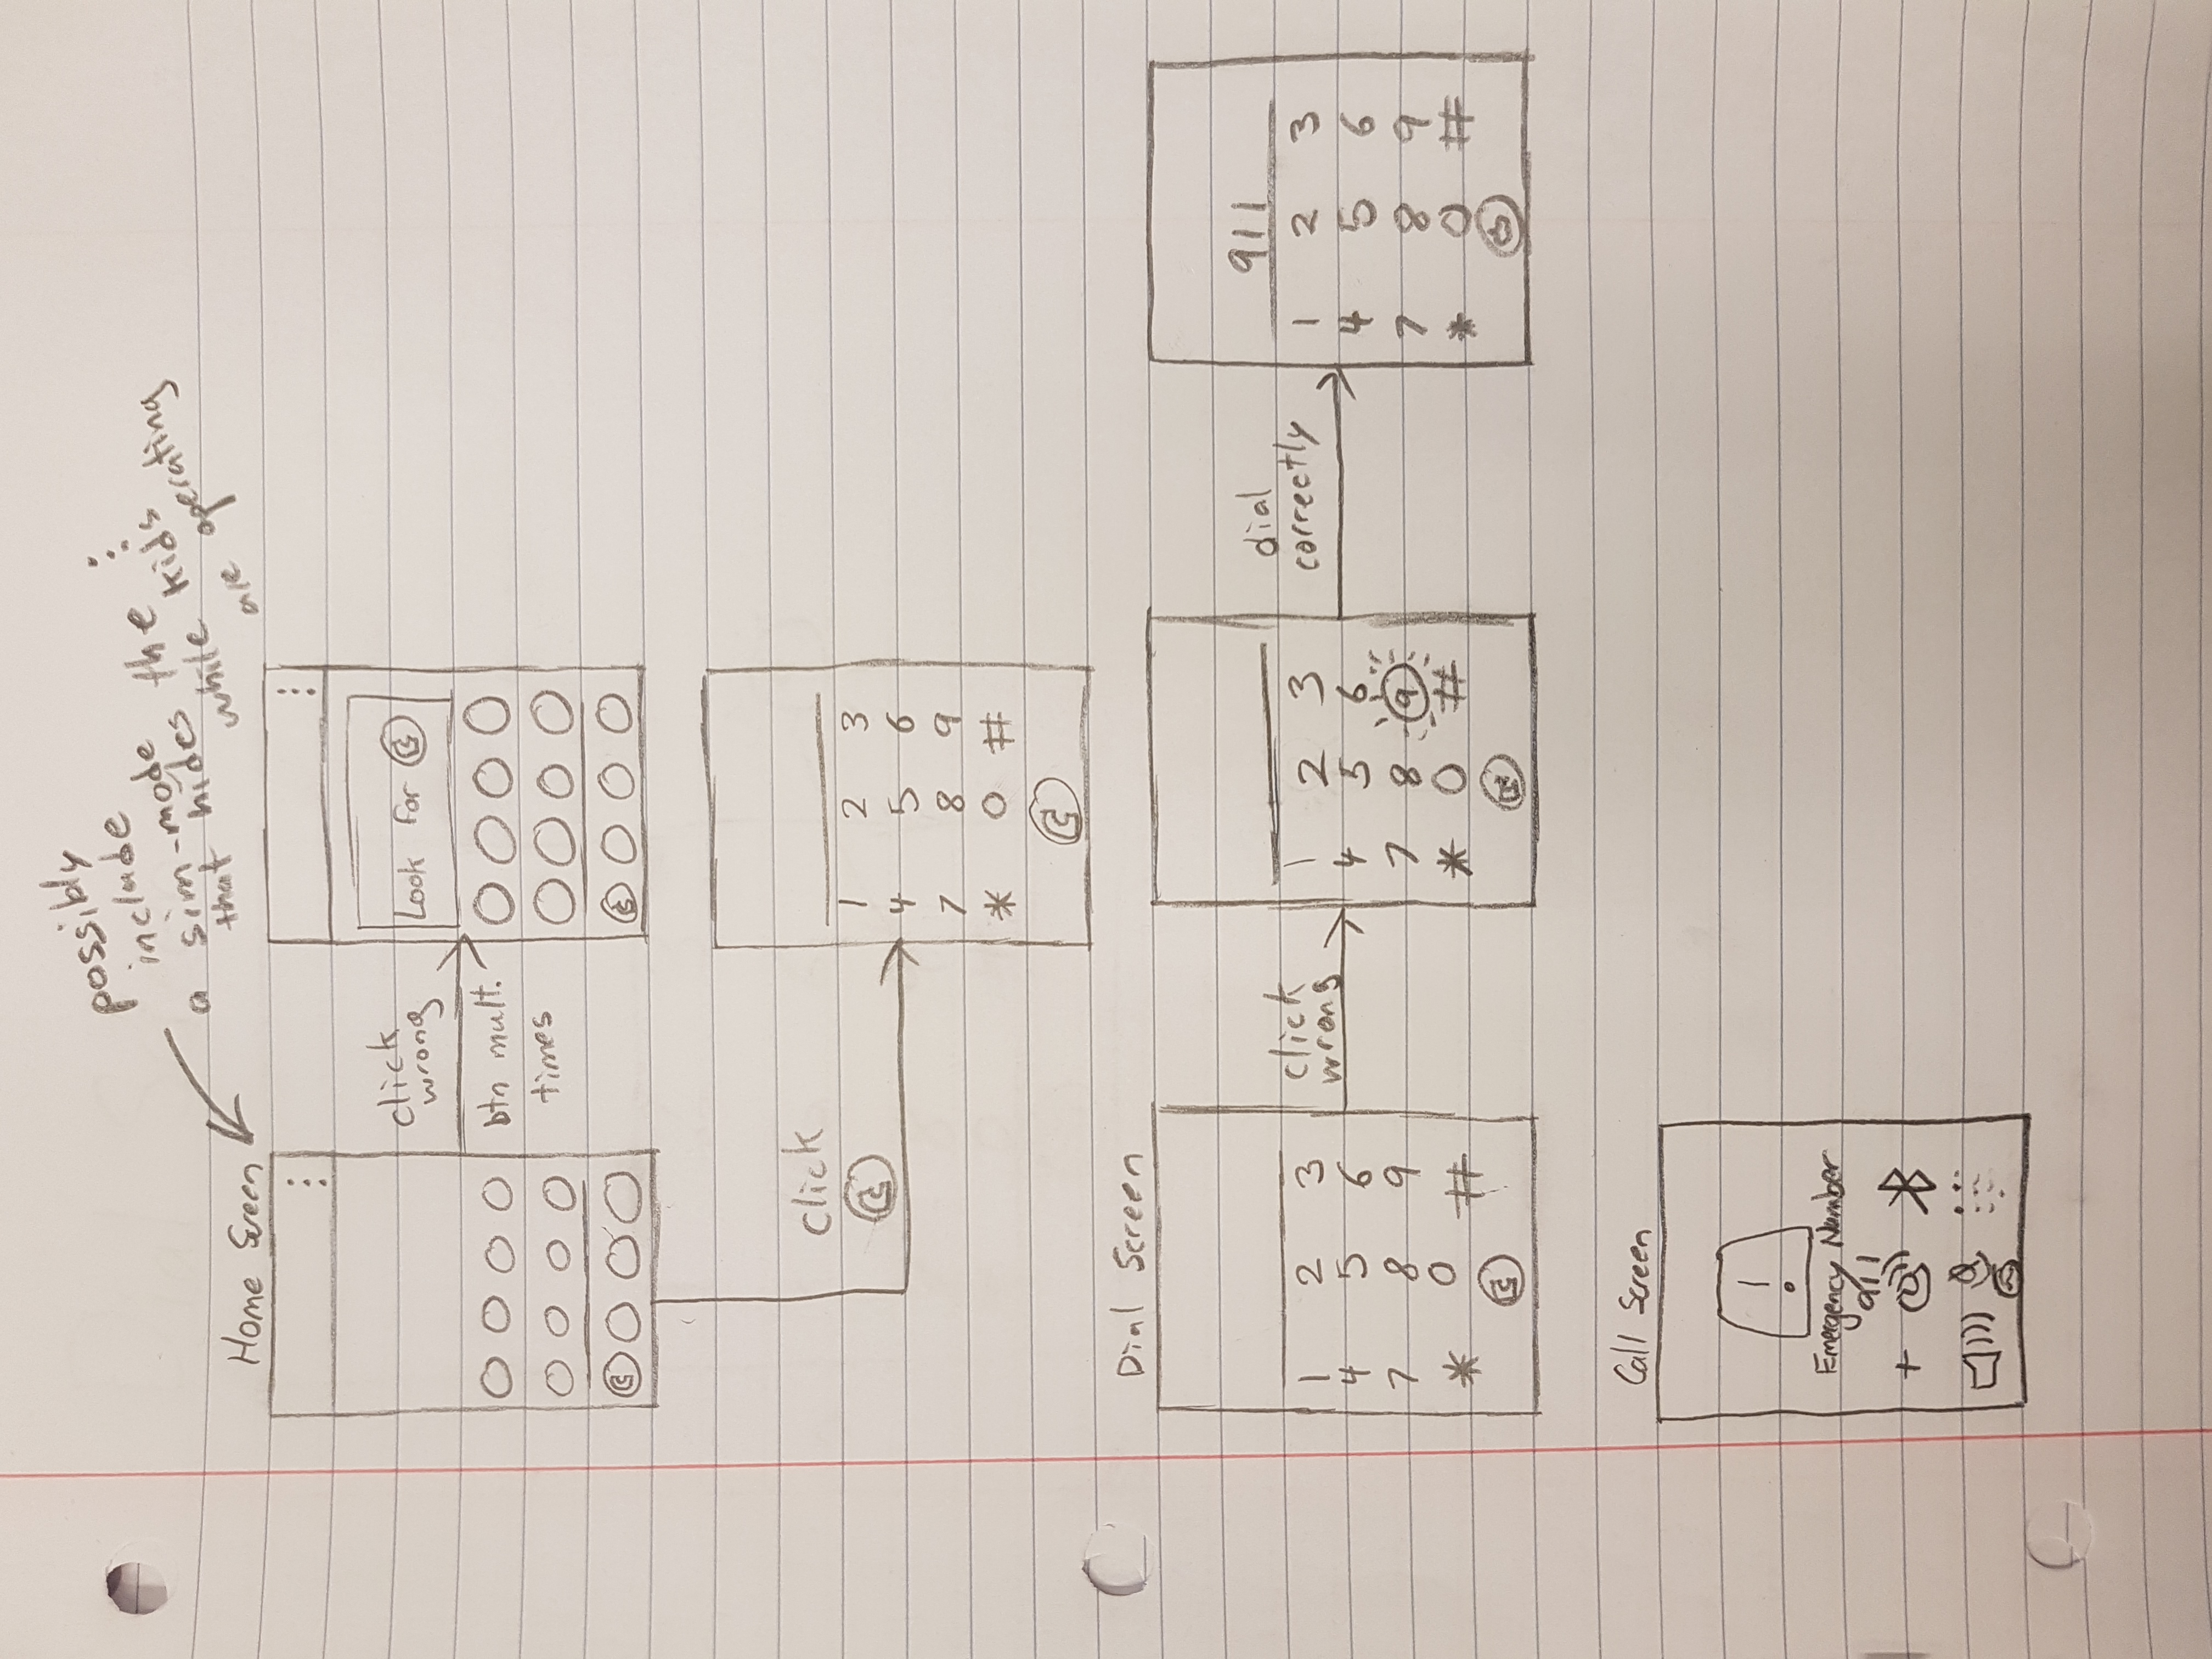 possibly
include
a sim-mode
that hides the ⋮
while kids
are operating
Home Screen
click
wrong
btn mult.
times
Look for
click
1 2 3
4 5 6
7 8 9
* 0 #
Dial Screen
1 2 3
4 5 6
7 8 9
* 0 #
click
wrong
1 2 3
4 5 6
7 8 9
* 0 #
dial
correctly
911
1 2 3
4 5 6
7 8 9
* 0 #
Call Screen
!
Emergency Number
911
+